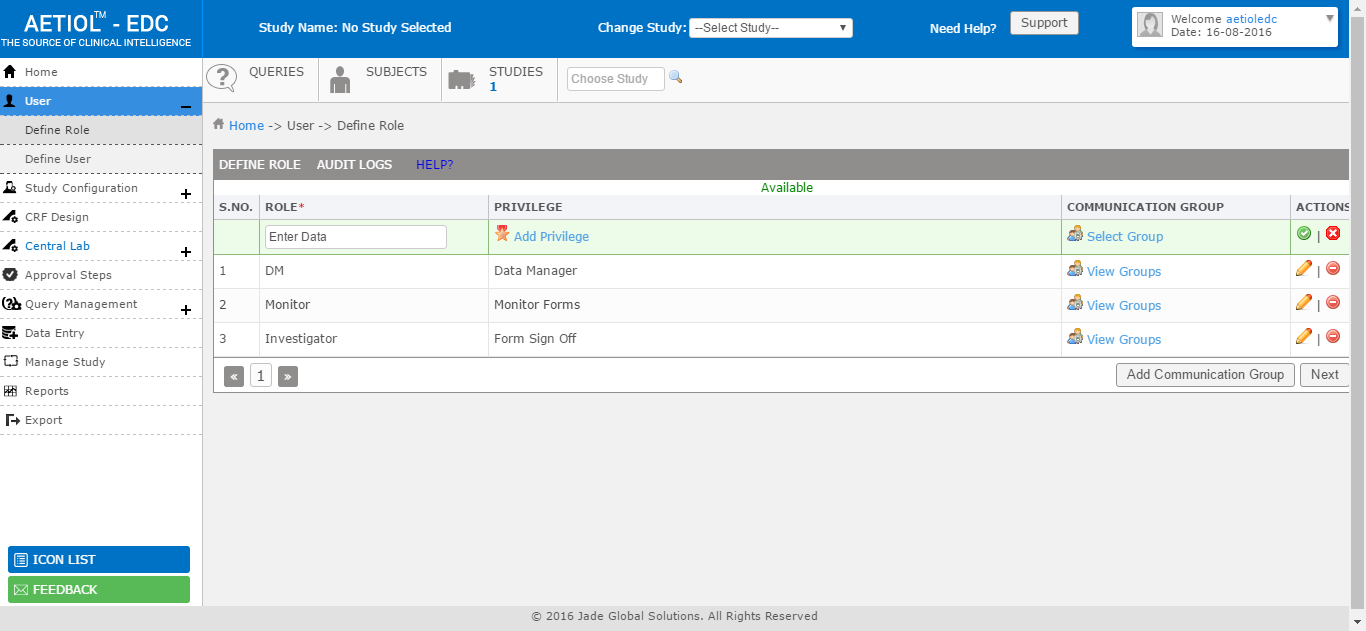 AETIOL™ - EDC
THE SOURCE OF CLINICAL INTELLIGENCE
Study Name: No Study Selected
Change Study: --Select Study--
Need Help? Support
Welcome aetioledc
Date: 16-08-2016
Home
User
Define Role
Define User
Study Configuration
CRF Design
Central Lab
Approval Steps
Query Management
Data Entry
Manage Study
Reports
Export
ICON LIST
FEEDBACK
QUERIES
SUBJECTS
STUDIES
1
Choose Study
Home -> User -> Define Role
DEFINE ROLE AUDIT LOGS HELP?
Available
S.NO. ROLE* PRIVILEGE COMMUNICATION GROUP ACTIONS
Enter Data Add Privilege Select Group |
1 DM Data Manager View Groups |
2 Monitor Monitor Forms View Groups |
3 Investigator Form Sign Off View Groups |
« 1 » Add Communication Group Next
© 2016 Jade Global Solutions. All Rights Reserved